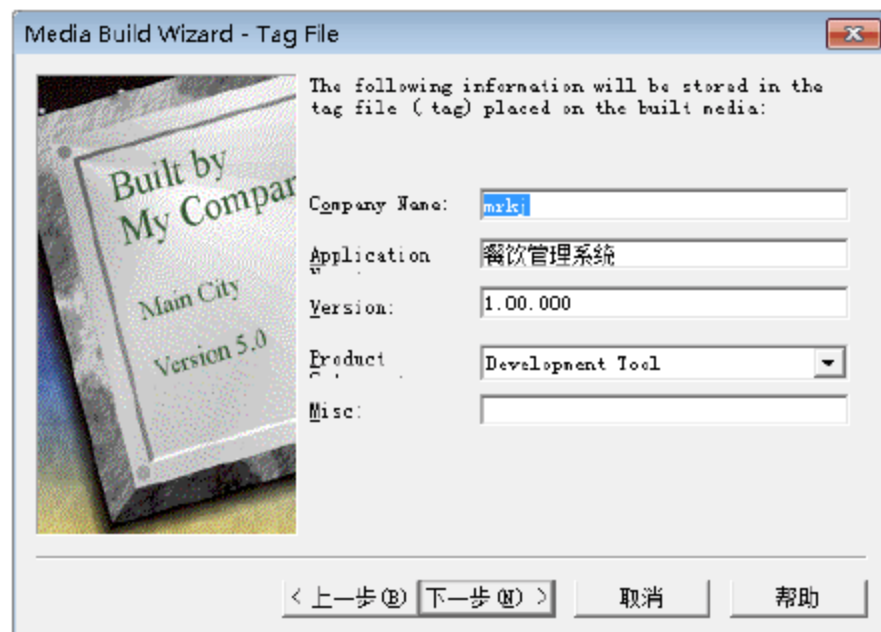 Media Build Wizard - Tag File
The following information will be stored in the
tag file ( tag) placed on the built media:
Built by
My Compan
Main City
Version 5.0
Company Name:
mrkj
Application
餐饮管理系统
Version:
1.00.000
Product
Development Tool
Misc:
< 上一步(B) 下一步(N) > 取消 帮助